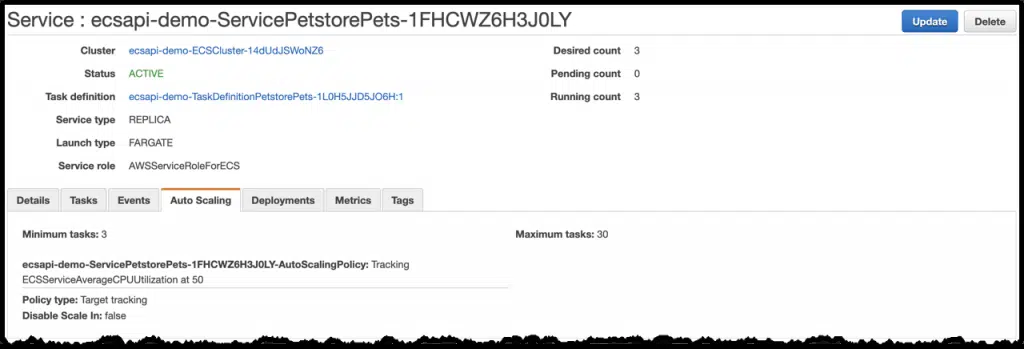 Service : ecsapi-demo-ServicePetstorePets-1FHCWZ6H3J0LY
Update
Delete
Cluster ecsapi-demo-ECSCluster-14dUdJSWoNZ6
Desired count 3
Status ACTIVE
Pending count 0
Task definition ecsapi-demo-TaskDefinitionPetstorePets-1L0H5JJD5JO6H:1
Running count 3
Service type REPLICA
Launch type FARGATE
Service role AWSServiceRoleForECS
Details Tasks Events Auto Scaling Deployments Metrics Tags
Minimum tasks: 3
Maximum tasks: 30
ecsapi-demo-ServicePetstorePets-1FHCWZ6H3J0LY-AutoScalingPolicy: Tracking
ECSServiceAverageCPUUtilization at 50
Policy type: Target tracking
Disable Scale In: false